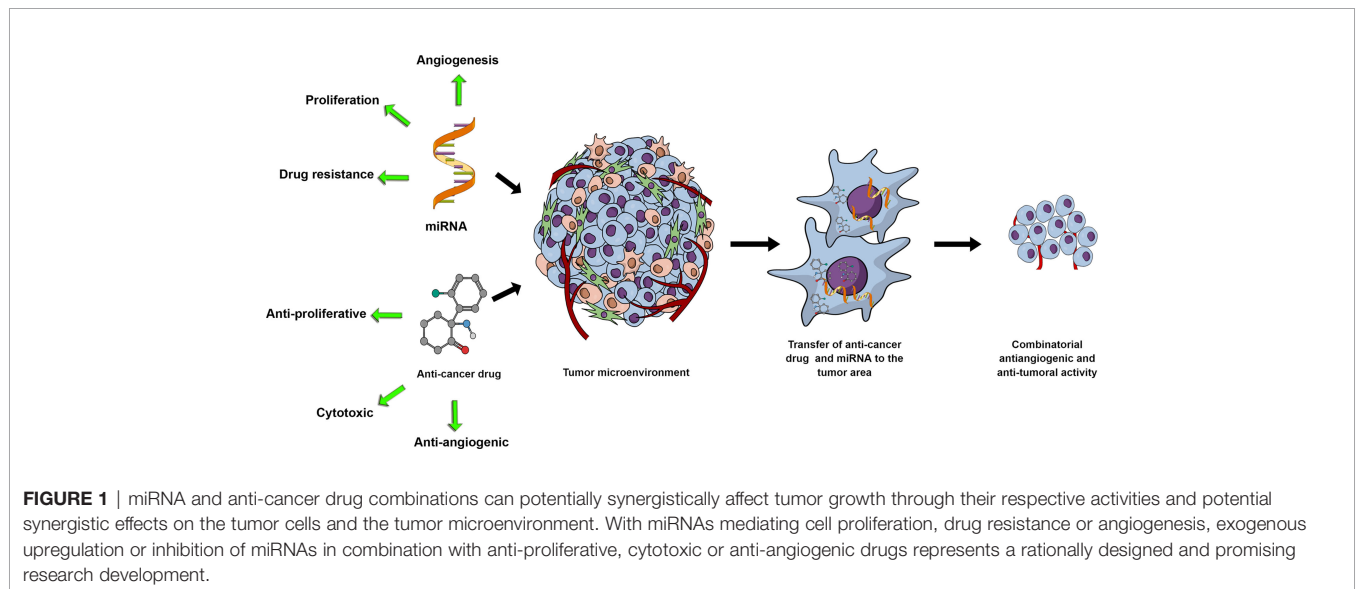 Angiogenesis
Proliferation
Drug resistance
miRNA
Anti-proliferative
Anti-cancer drug
Cytotoxic
Anti-angiogenic
Tumor microenvironment
Transfer of anti-cancer
drug and miRNA to the
tumor area
Combinatorial
antiangiogenic and
anti-tumoral activity
FIGURE 1 | miRNA and anti-cancer drug combinations can potentially synergistically affect tumor growth through their respective activities and potential
synergistic effects on the tumor cells and the tumor microenvironment. With miRNAs mediating cell proliferation, drug resistance or angiogenesis, exogenous
upregulation or inhibition of miRNAs in combination with anti-proliferative, cytotoxic or anti-angiogenic drugs represents a rationally designed and promising
research development.